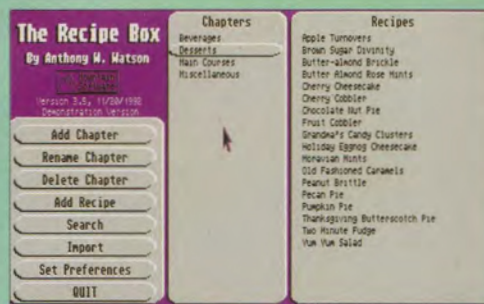 The Recipe Box
By Anthony W. Watson
Version 3.5, 11/20/1992
Demonstration Version
Add Chapter
Rename Chapter
Delete Chapter
Add Recipe
Search
Import
Set Preferences
QUIT
Chapters
Beverages
Desserts
Main Courses
Miscellaneous
Recipes
Apple Turnovers
Brown Sugar Divinity
Butter-almond Brickle
Butter Almond Rose Mints
Cherry Cheesecake
Cherry Cobbler
Chocolate Nut Pie
Fruit Cobbler
Grandma's Candy Clusters
Holiday Eggnog Cheesecake
Moravian Mints
Old Fashioned Caramels
Peanut Brittle
Pecan Pie
Pumpkin Pie
Thanksgiving Butterscotch Pie
Two Minute Fudge
Yum Yum Salad